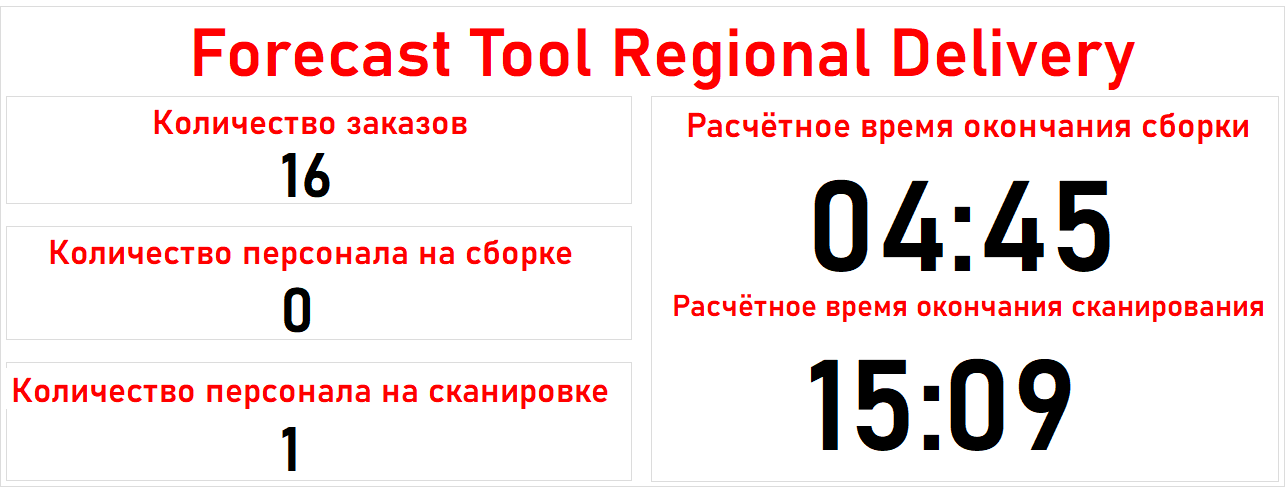 Forecast Tool Regional Delivery
Количество заказов
16
Количество персонала на сборке
0
Количество персонала на сканировке
1
Расчётное время окончания сборки
04:45
Расчётное время окончания сканирования
15:09